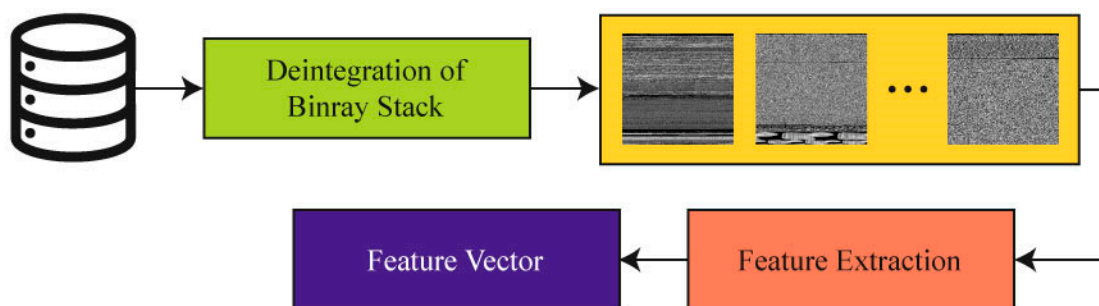 Deintegration of
Binray Stack
Feature Extraction
Feature Vector